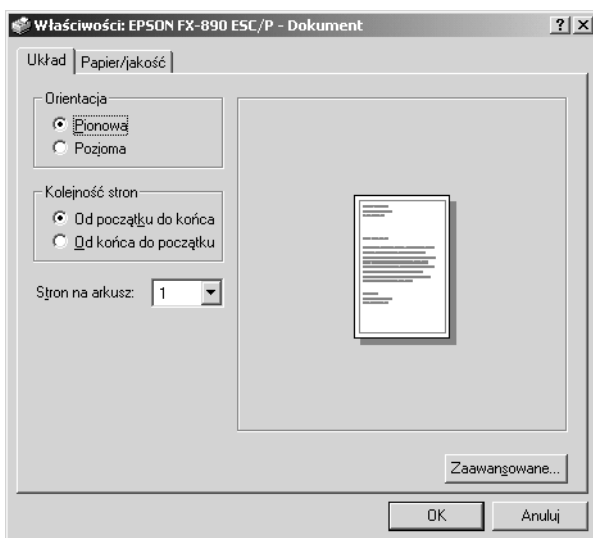 Właściwości: EPSON FX-890 ESC/P - Dokument
Układ
Papier/jakość
Orientacja
Pionowa
Pozioma
Kolejność stron
Od początku do końca
Od końca do początku
Stron na arkusz: 1
Zaawansowane...
OK
Anuluj